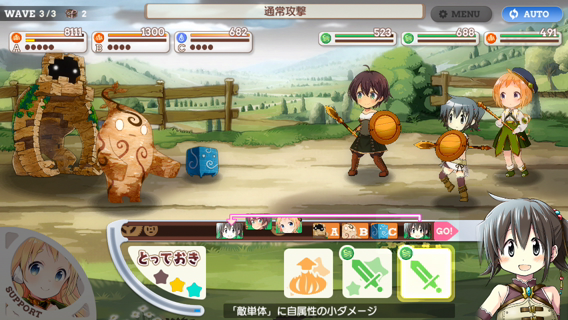 WAVE 3/3
2
通常攻撃
MENU
AUTO
8111
A
1300
B
682
C
523
688
491
A
B
C
GO!
とっておき
SUPPORT
「敵単体」に自属性の小ダメージ